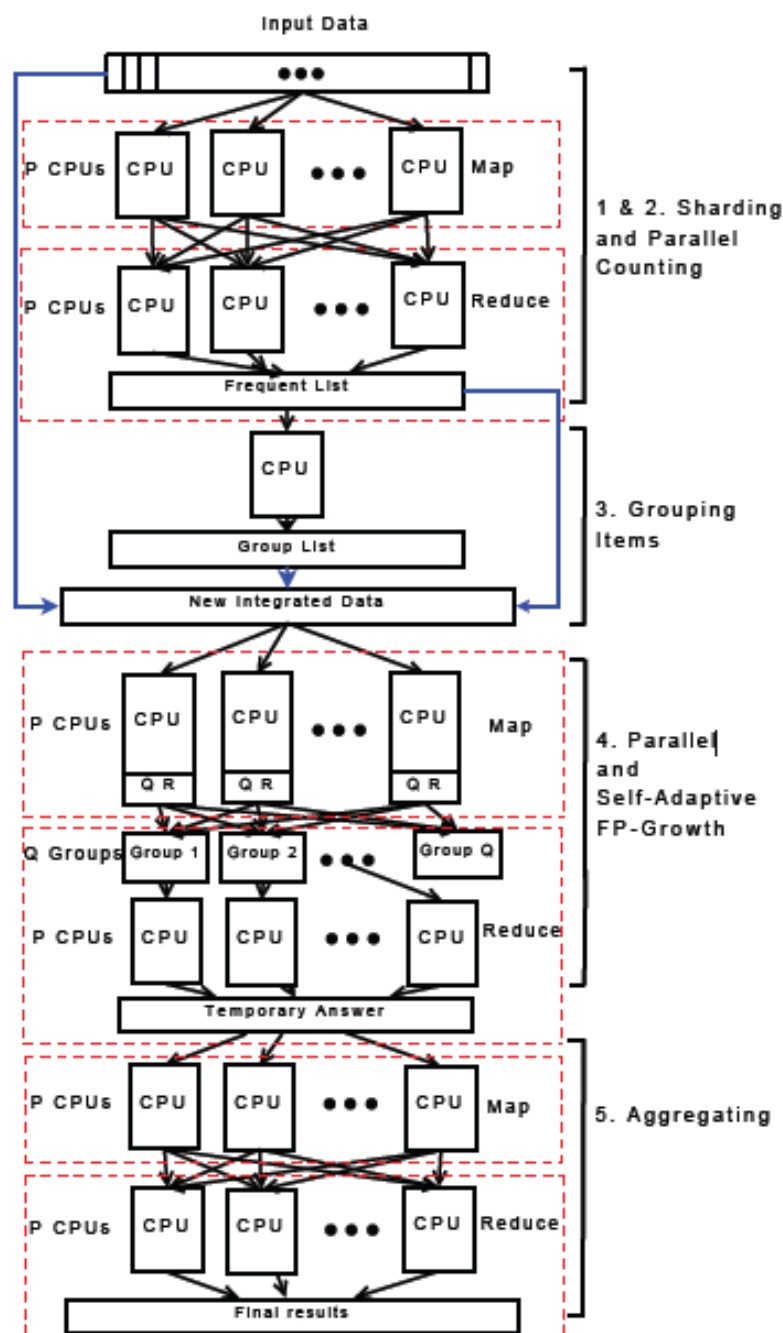 Input Data
●●●
P CPUs CPU CPU ●●● CPU Map
1 & 2. Sharding
and Parallel
Counting
P CPUs CPU CPU ●●● CPU Reduce
Frequent List
CPU
3. Grouping
Items
Group List
New Integrated Data
P CPUs CPU CPU ●●● CPU Map
Q R Q R Q R
4. Parallel
and
Self-Adaptive
FP-Growth
Q Groups Group 1 Group 2 ●●● Group Q
P CPUs CPU CPU ●●● CPU Reduce
Temporary Answer
P CPUs CPU CPU ●●● CPU Map
5. Aggregating
P CPUs CPU CPU ●●● CPU Reduce
Final results